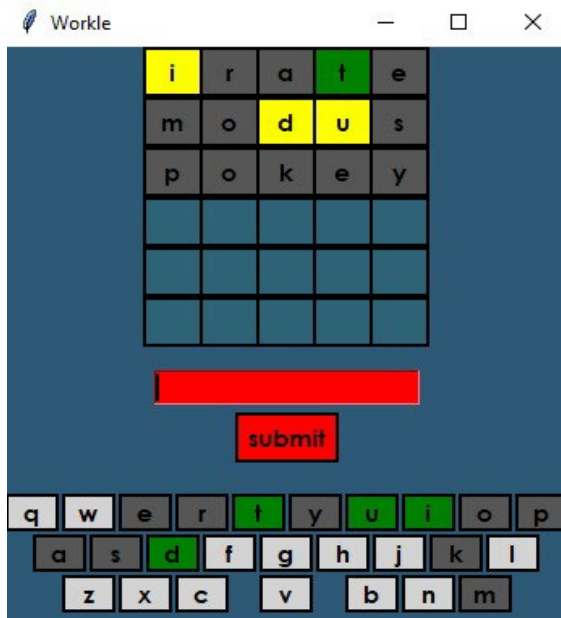 Workle
i r a t e
m o d u s
p o k e y
submit
q w e r t y u i o p
a s d f g h j k l
z x c v b n m